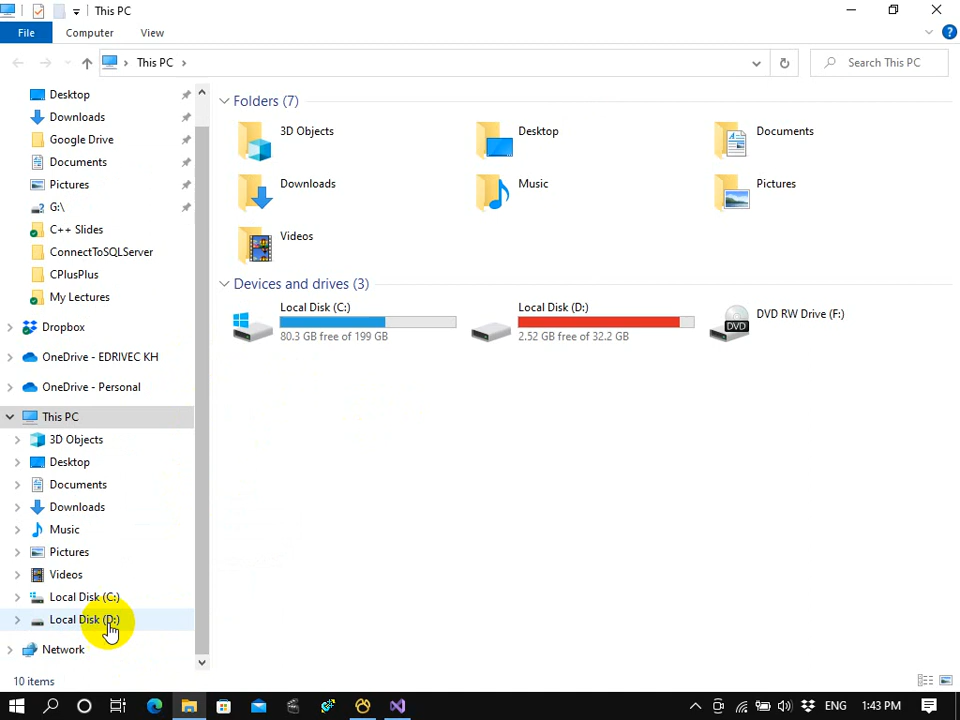 This PC
File
Computer
View
This PC
Search This PC
Desktop
Downloads
Google Drive
Documents
Pictures
G:\
C++ Slides
ConnectToSQLServer
CPlusPlus
My Lectures
Dropbox
OneDrive - EDRIVEC KH
OneDrive - Personal
This PC
3D Objects
Desktop
Documents
Downloads
Music
Pictures
Videos
Local Disk (C:)
Local Disk (D:)
Network
Folders (7)
3D Objects
Desktop
Documents
Downloads
Music
Pictures
Videos
Devices and drives (3)
Local Disk (C:)
80.3 GB free of 199 GB
Local Disk (D:)
2.52 GB free of 32.2 GB
DVD RW Drive (F:)
DVD
10 items
ENG
1:43 PM